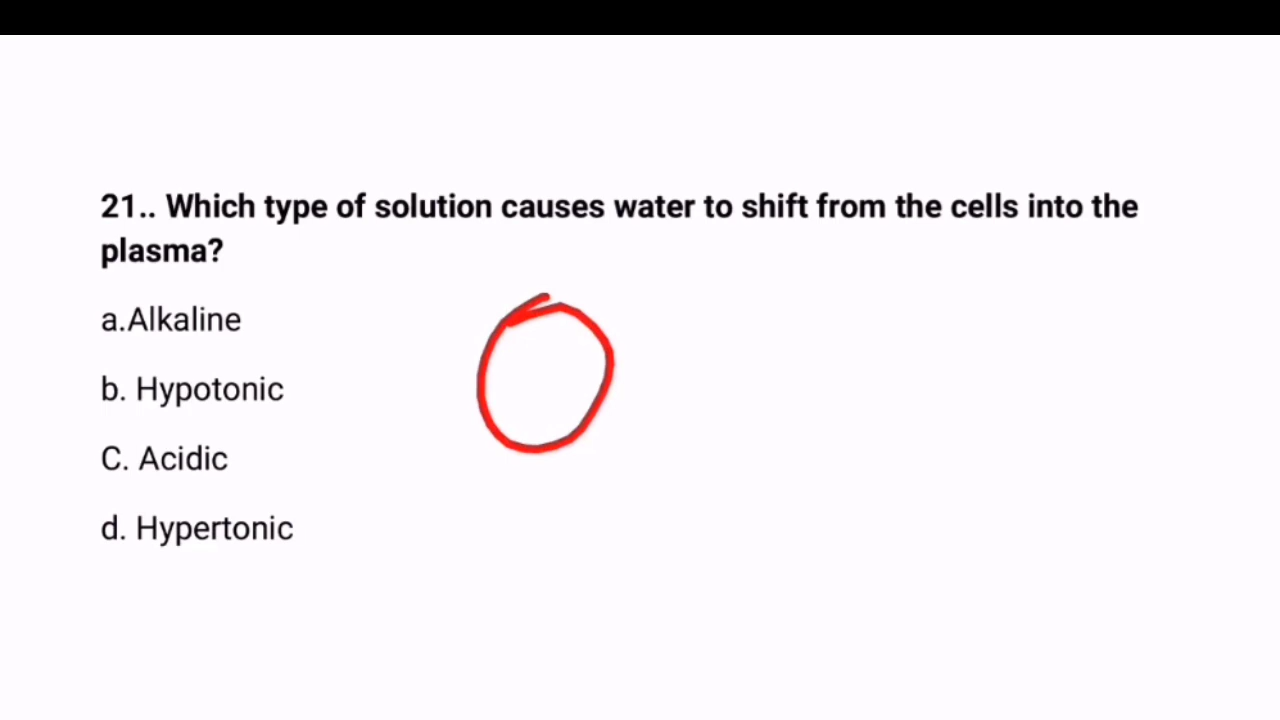 21.. Which type of solution causes water to shift from the cells into the
plasma?
a.Alkaline
b. Hypotonic
C. Acidic
d. Hypertonic